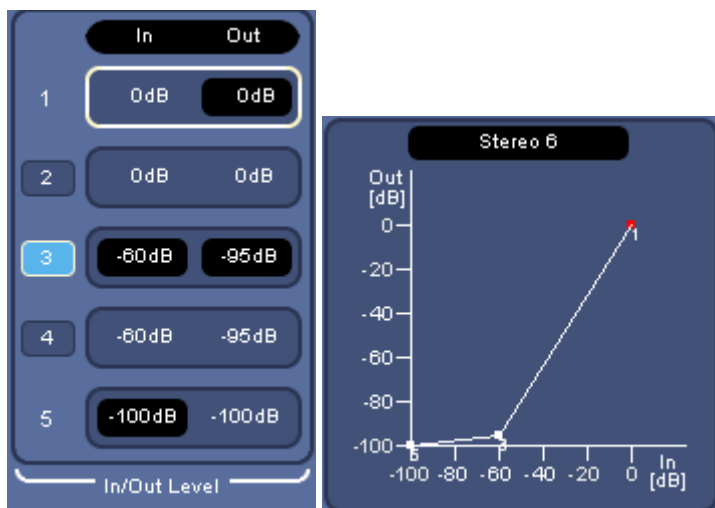 In Out
1 0dB 0dB
2 0dB 0dB
3 -60dB -95dB
4 -60dB -95dB
5 -100dB -100dB
In/Out Level
Stereo 6
Out
[dB]
0
-20
-40
-60
-80
-100
1
3
5
-100 -80 -60 -40 -20 0
In
[dB]